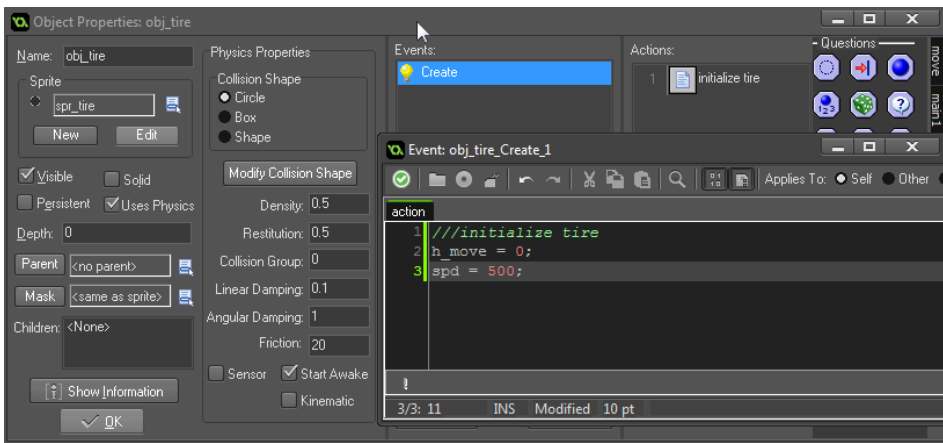 Object Properties: obj_tire
Name: obj_tire
Sprite
spr_tire
New
Edit
Visible
Solid
Persistent
Uses Physics
Depth: 0
Parent
<no parent>
Mask
<same as sprite>
Children:
<None>
Show Information
OK
Physics Properties
Collision Shape
Circle
Box
Shape
Modify Collision Shape
Density: 0.5
Restitution: 0.5
Collision Group: 0
Linear Damping: 0.1
Angular Damping: 1
Friction: 20
Sensor
Start Awake
Kinematic
Events:
Create
Actions:
1 initialize tire
Questions
move
main1
Event: obj_tire_Create_1
Applies To: Self Other
action
1 ///initialize tire
2 h_move = 0;
3 spd = 500;
3/3: 11 INS Modified 10 pt